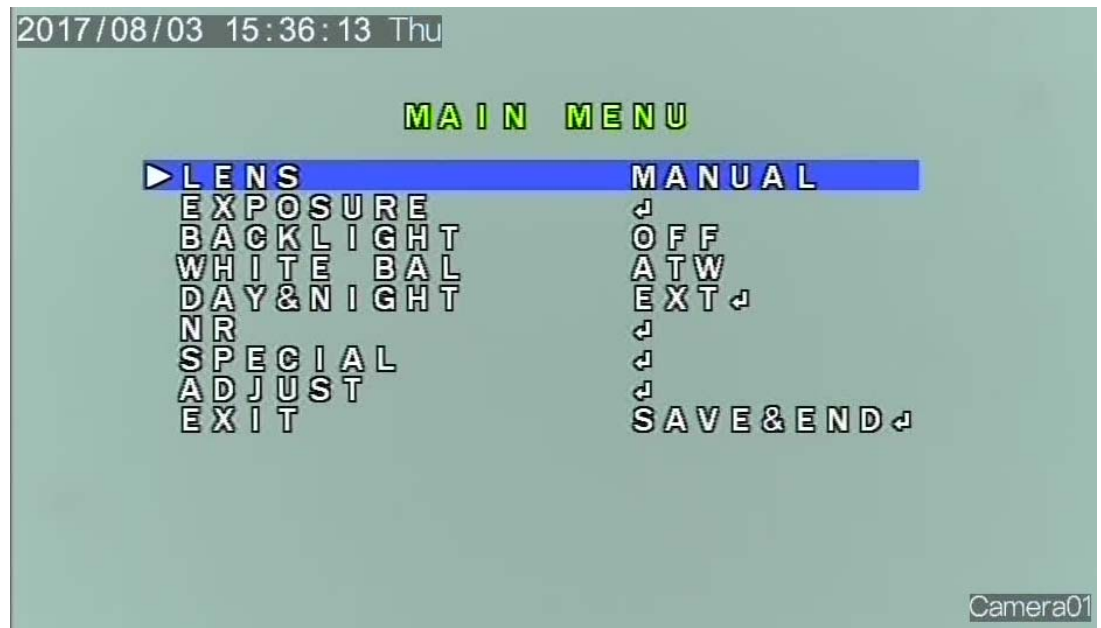 2017/08/03 15:36:13 Thu
MAIN MENU
▶LENS MANUAL
EXPOSURE ↲
BACKLIGHT OFF
WHITE BAL ATW
DAY&NIGHT EXT↲
NR ↲
SPECIAL ↲
ADJUST ↲
EXIT SAVE&END↲
Camera01